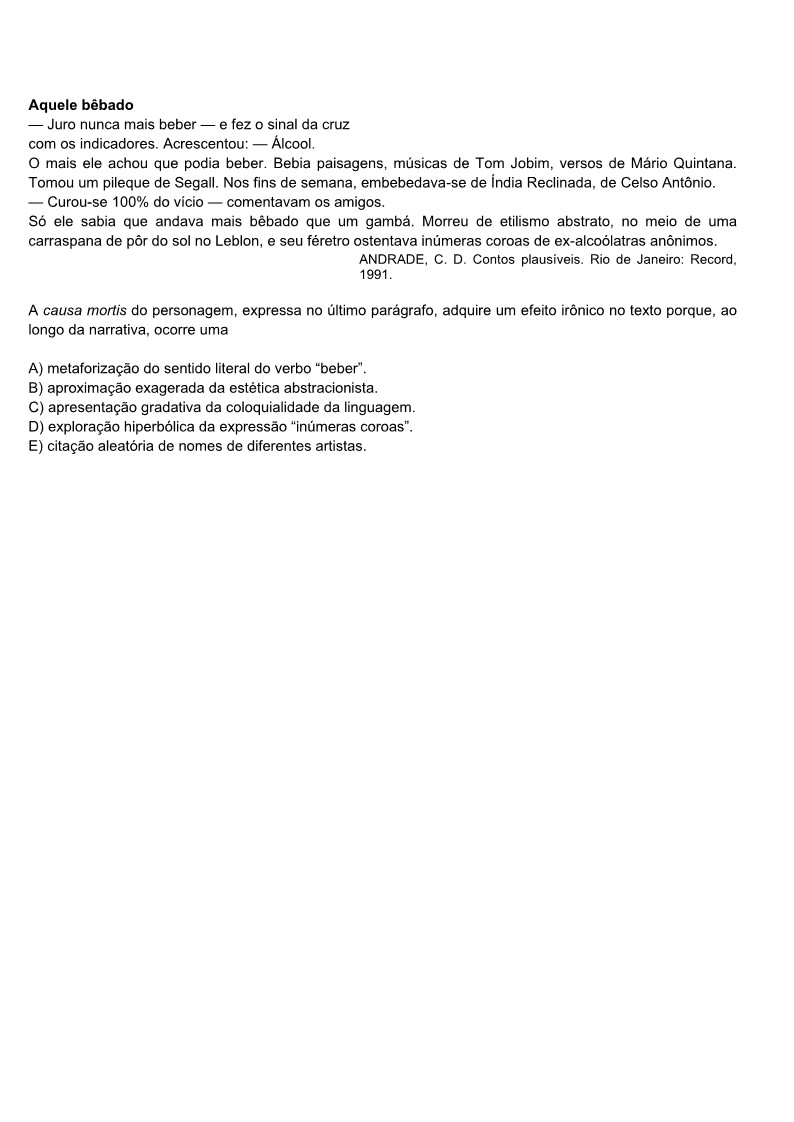 Aquele bêbado
— Juro nunca mais beber — e fez o sinal da cruz
com os indicadores. Acrescentou: — Álcool.
O mais ele achou que podia beber. Bebia paisagens, músicas de Tom Jobim, versos de Mário Quintana.
Tomou um pileque de Segall. Nos fins de semana, embebedava-se de Índia Reclinada, de Celso Antônio.
— Curou-se 100% do vício — comentavam os amigos.
Só ele sabia que andava mais bêbado que um gambá. Morreu de etilismo abstrato, no meio de uma
carraspana de pôr do sol no Leblon, e seu féretro ostentava inúmeras coroas de ex-alcoólatras anônimos.
ANDRADE, C. D. Contos plausíveis. Rio de Janeiro: Record,
1991.
A causa mortis do personagem, expressa no último parágrafo, adquire um efeito irônico no texto porque, ao
longo da narrativa, ocorre uma
A) metaforização do sentido literal do verbo “beber”.
B) aproximação exagerada da estética abstracionista.
C) apresentação gradativa da coloquialidade da linguagem.
D) exploração hiperbólica da expressão “inúmeras coroas”.
E) citação aleatória de nomes de diferentes artistas.